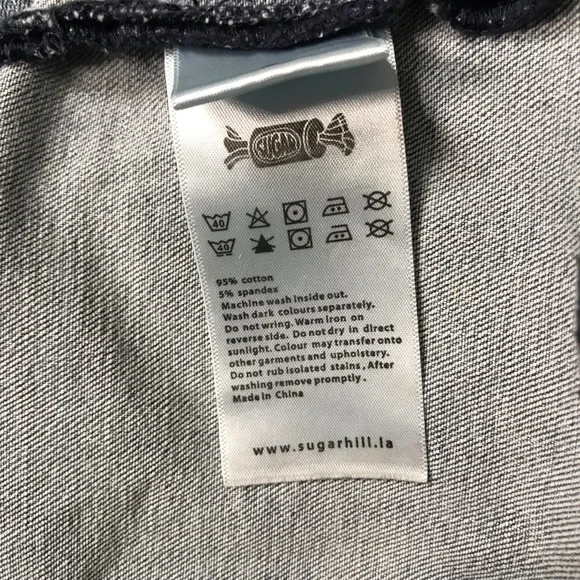 SUGAR
40
40
95% cotton
5% spandex
Machine wash inside out.
Wash dark colours separately.
Do not wring. Warm iron on
reverse side. Do not dry in direct
sunlight. Colour may transfer onto
other garments and upholstery.
Do not rub isolated stains , After
washing remove promptly.
Made in China
www.sugarhill.la